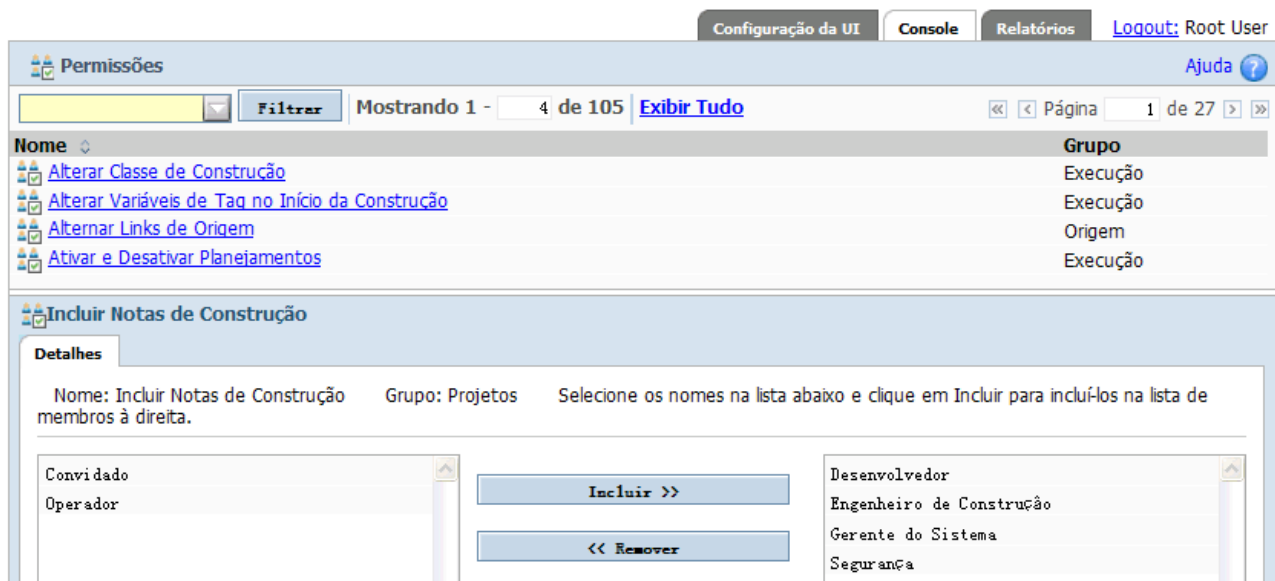 Configuração da UI Console Relatórios Logout: Root User
Permissões Ajuda ?
Filtrar Mostrando 1 - 4 de 105 Exibir Tudo << < Página 1 de 27 > >>
Nome Grupo
Alterar Classe de Construção Execução
Alterar Variáveis de Tag no Início da Construção Execução
Alternar Links de Origem Origem
Ativar e Desativar Planejamentos Execução
Incluir Notas de Construção
Detalhes
Nome: Incluir Notas de Construção Grupo: Projetos Selecione os nomes na lista abaixo e clique em Incluir para incluí-los na lista de
membros à direita.
Convidado Incluir >> Desenvolvedor
Operador Engenheiro de Construção
Gerente do Sistema
<< Remover Segurança